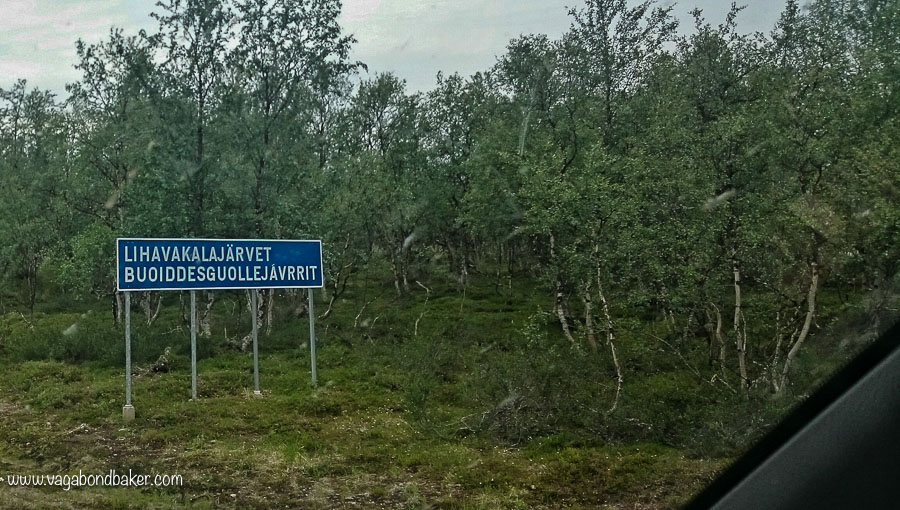 LIHAVAKALAJÄRVET
BUOIDDESGUOLLEJÁVRRIT
www.vagabondbaker.com